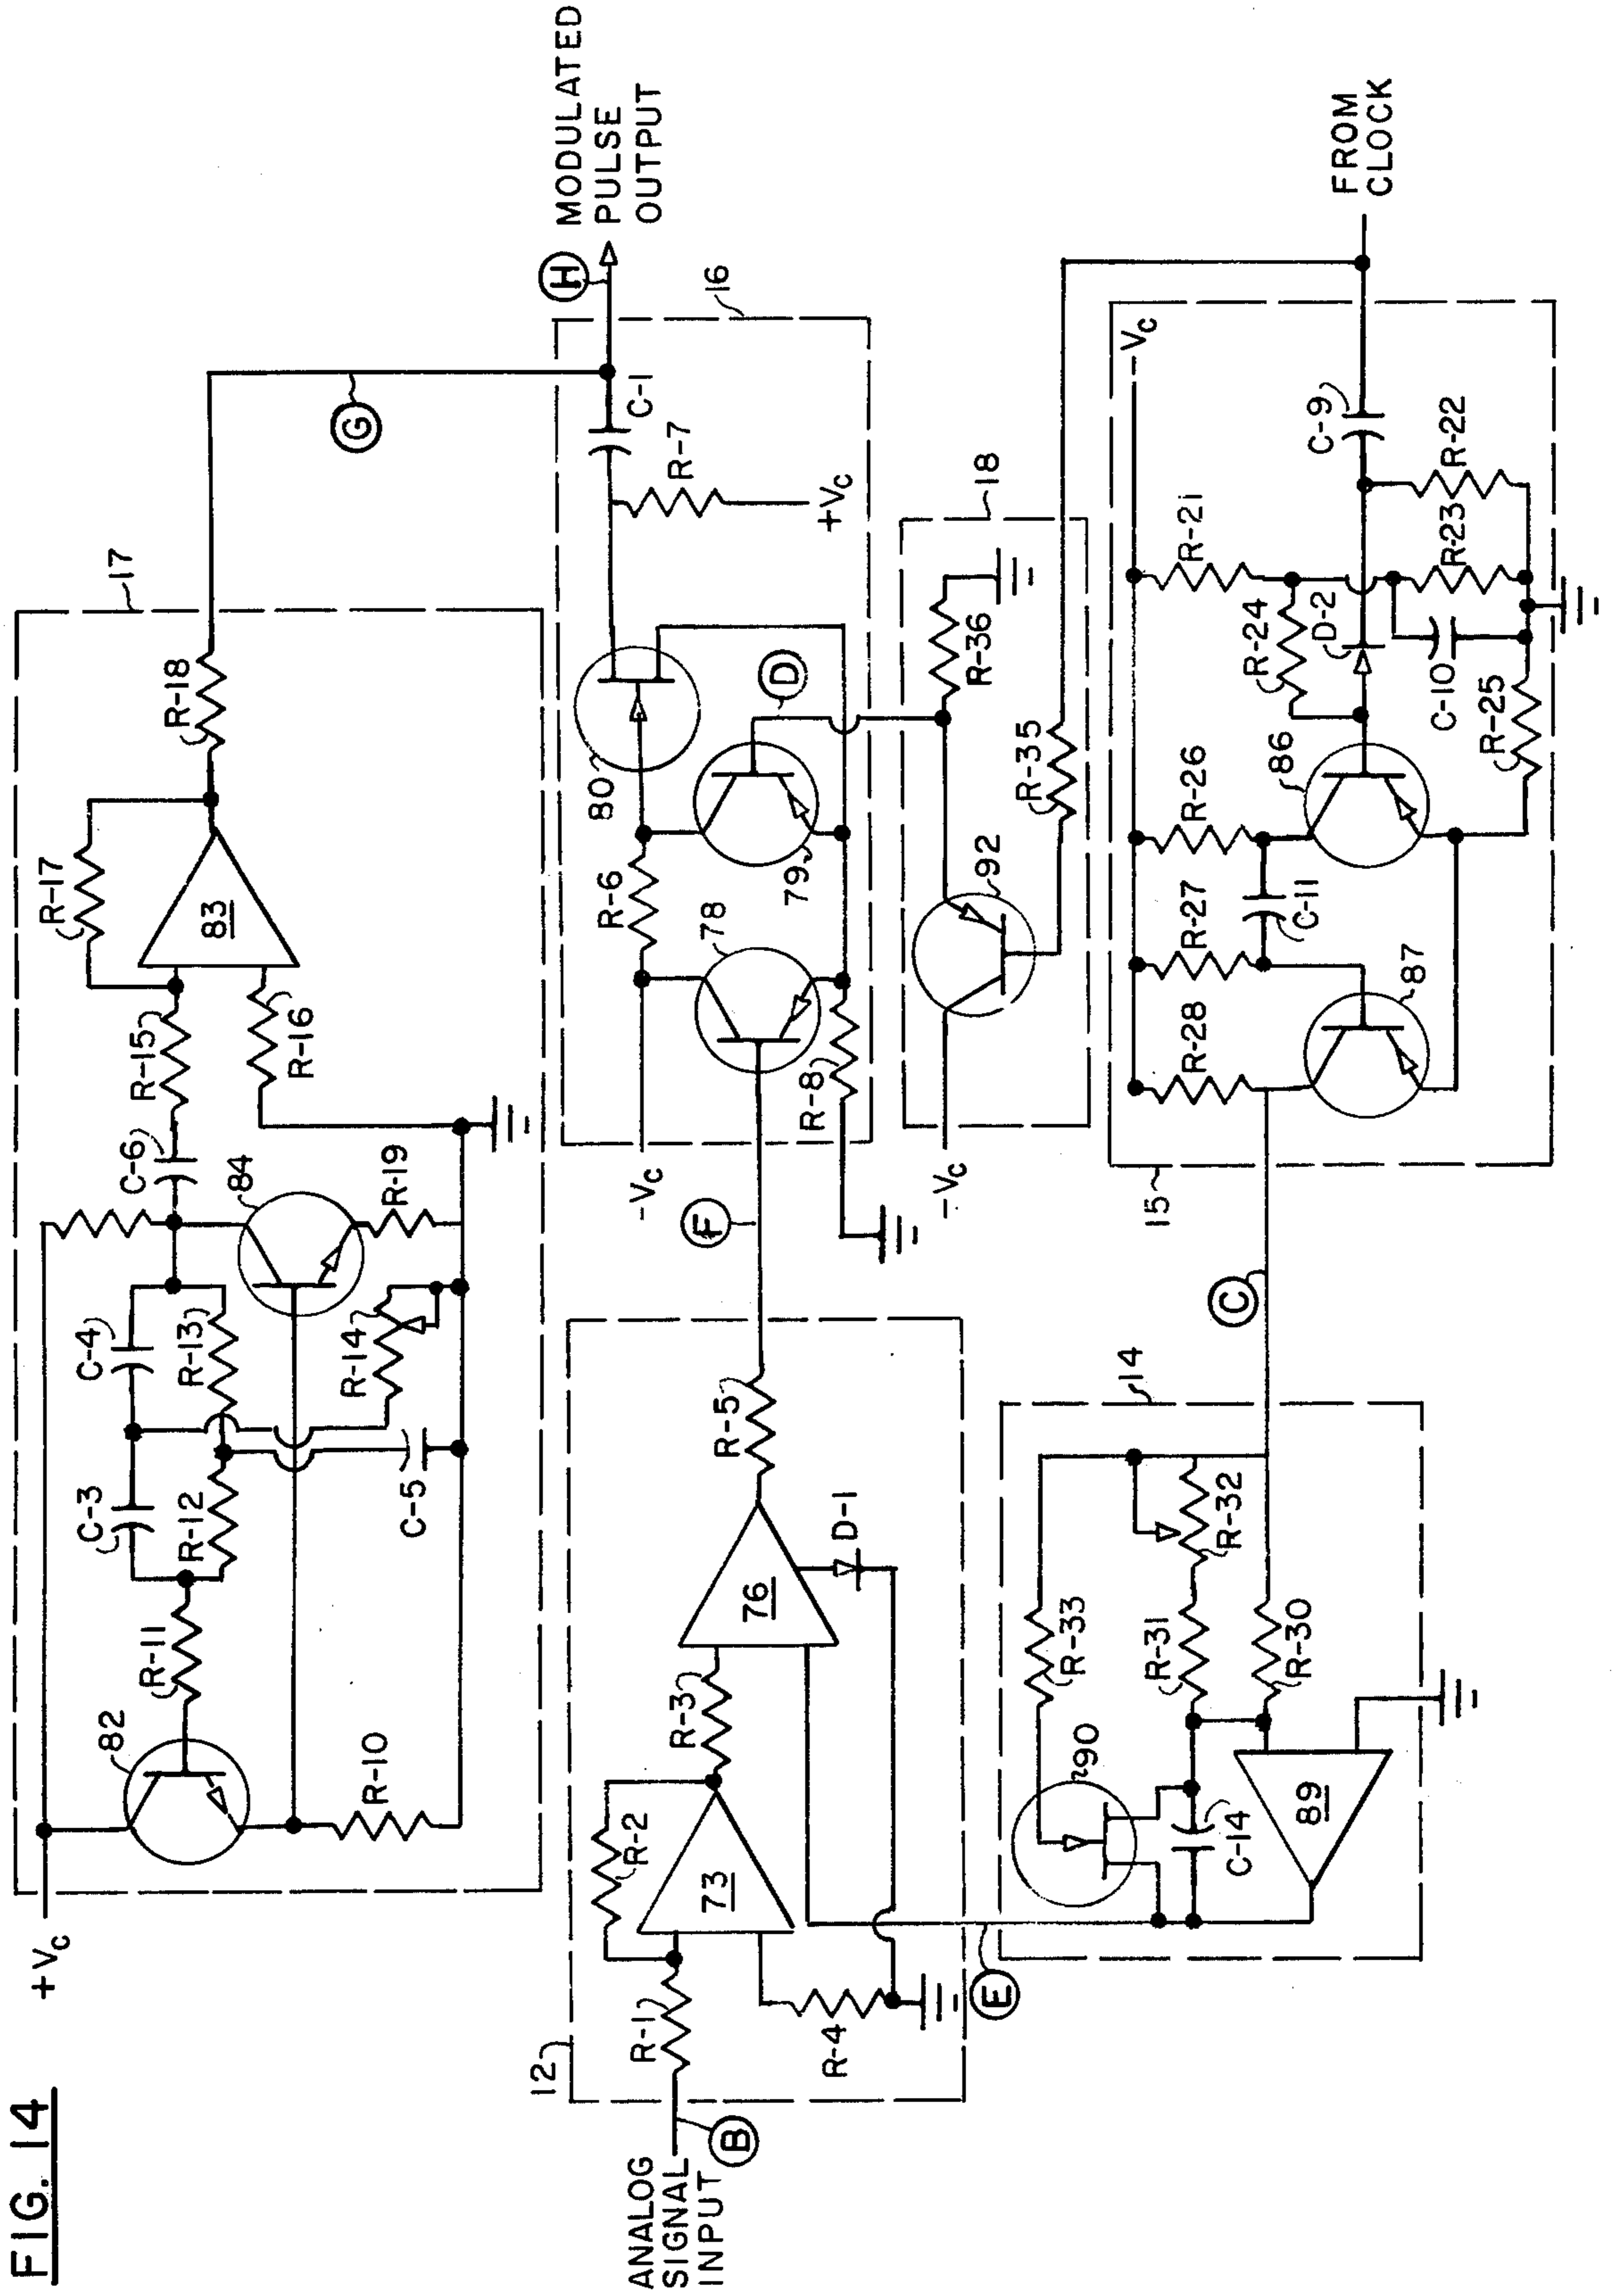 FIG. 14
+Vc
82
R-11
R-10
C-3
R-12
C-4
R-13
C-5
R-14
84
R-19
C-6
R-15
R-16
R-17
83
R-18
17
G
12
ANALOG
SIGNAL
INPUT
B
R-1
R-2
73
R-4
R-3
76
D-1
R-5
F
-Vc
R-8
78
R-6
79
80
D
R-7
+Vc
C-1
16
H
MODULATED
PULSE
OUTPUT
-Vc
92
R-35
R-36
18
E
14
90
C-14
89
R-33
R-31
R-30
R-32
C
15
R-28
87
R-27
C-11
R-26
86
R-25
R-24
D-2
C-10
R-21
R-23
R-22
C-9
-Vc
FROM
CLOCK